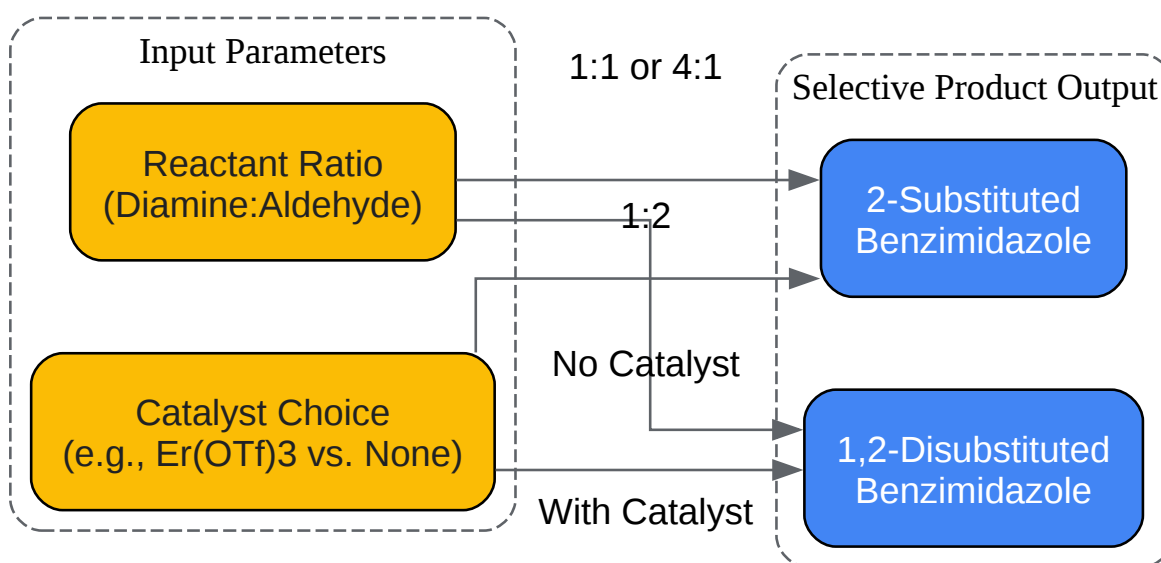 Input Parameters
1:1 or 4:1
Selective Product Output
Reactant Ratio
(Diamine:Aldehyde)
2-Substituted
Benzimidazole
1:2
No Catalyst
Catalyst Choice
(e.g., Er(OTf)3 vs. None)
1,2-Disubstituted
Benzimidazole
With Catalyst